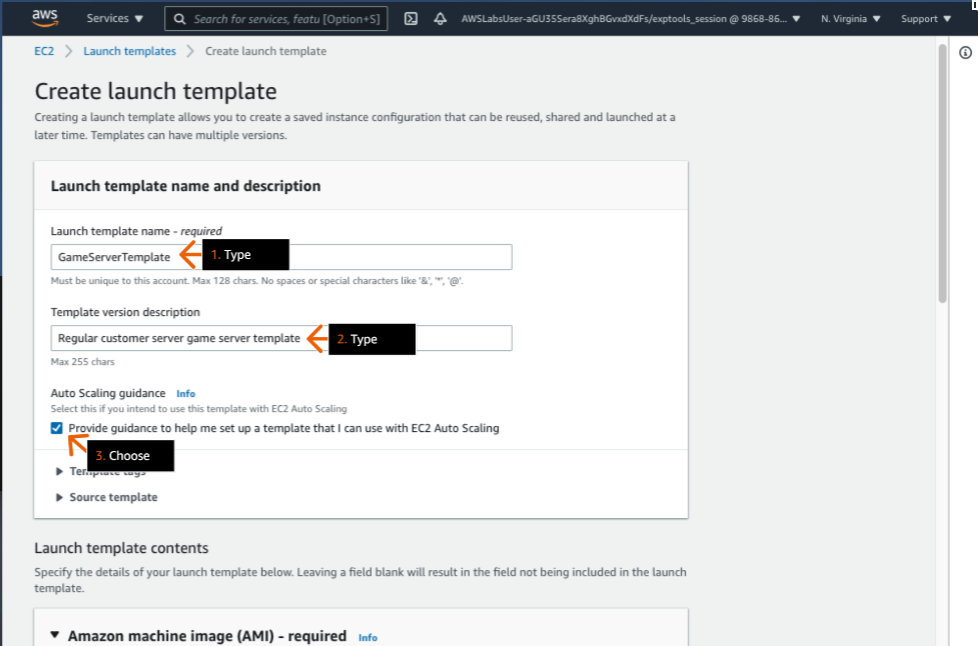 aws Services ▼ Search for services, featu [Option+S] AWSLabsUser-aGU35Sera8XghBGvxdXdFs/exptools_session @ 9868-86... ▼ N. Virginia ▼ Support ▼
EC2 > Launch templates > Create launch template
Create launch template
Creating a launch template allows you to create a saved instance configuration that can be reused, shared and launched at a
later time. Templates can have multiple versions.
Launch template name and description
Launch template name - required
GameServerTemplate 1. Type
Must be unique to this account. Max 128 chars. No spaces or special characters like '&', '*', '@'.
Template version description
Regular customer server game server template 2. Type
Max 255 chars
Auto Scaling guidance Info
Select this if you intend to use this template with EC2 Auto Scaling
Provide guidance to help me set up a template that I can use with EC2 Auto Scaling
3. Choose
Template tags
Source template
Launch template contents
Specify the details of your launch template below. Leaving a field blank will result in the field not being included in the launch
template.
Amazon machine image (AMI) - required Info